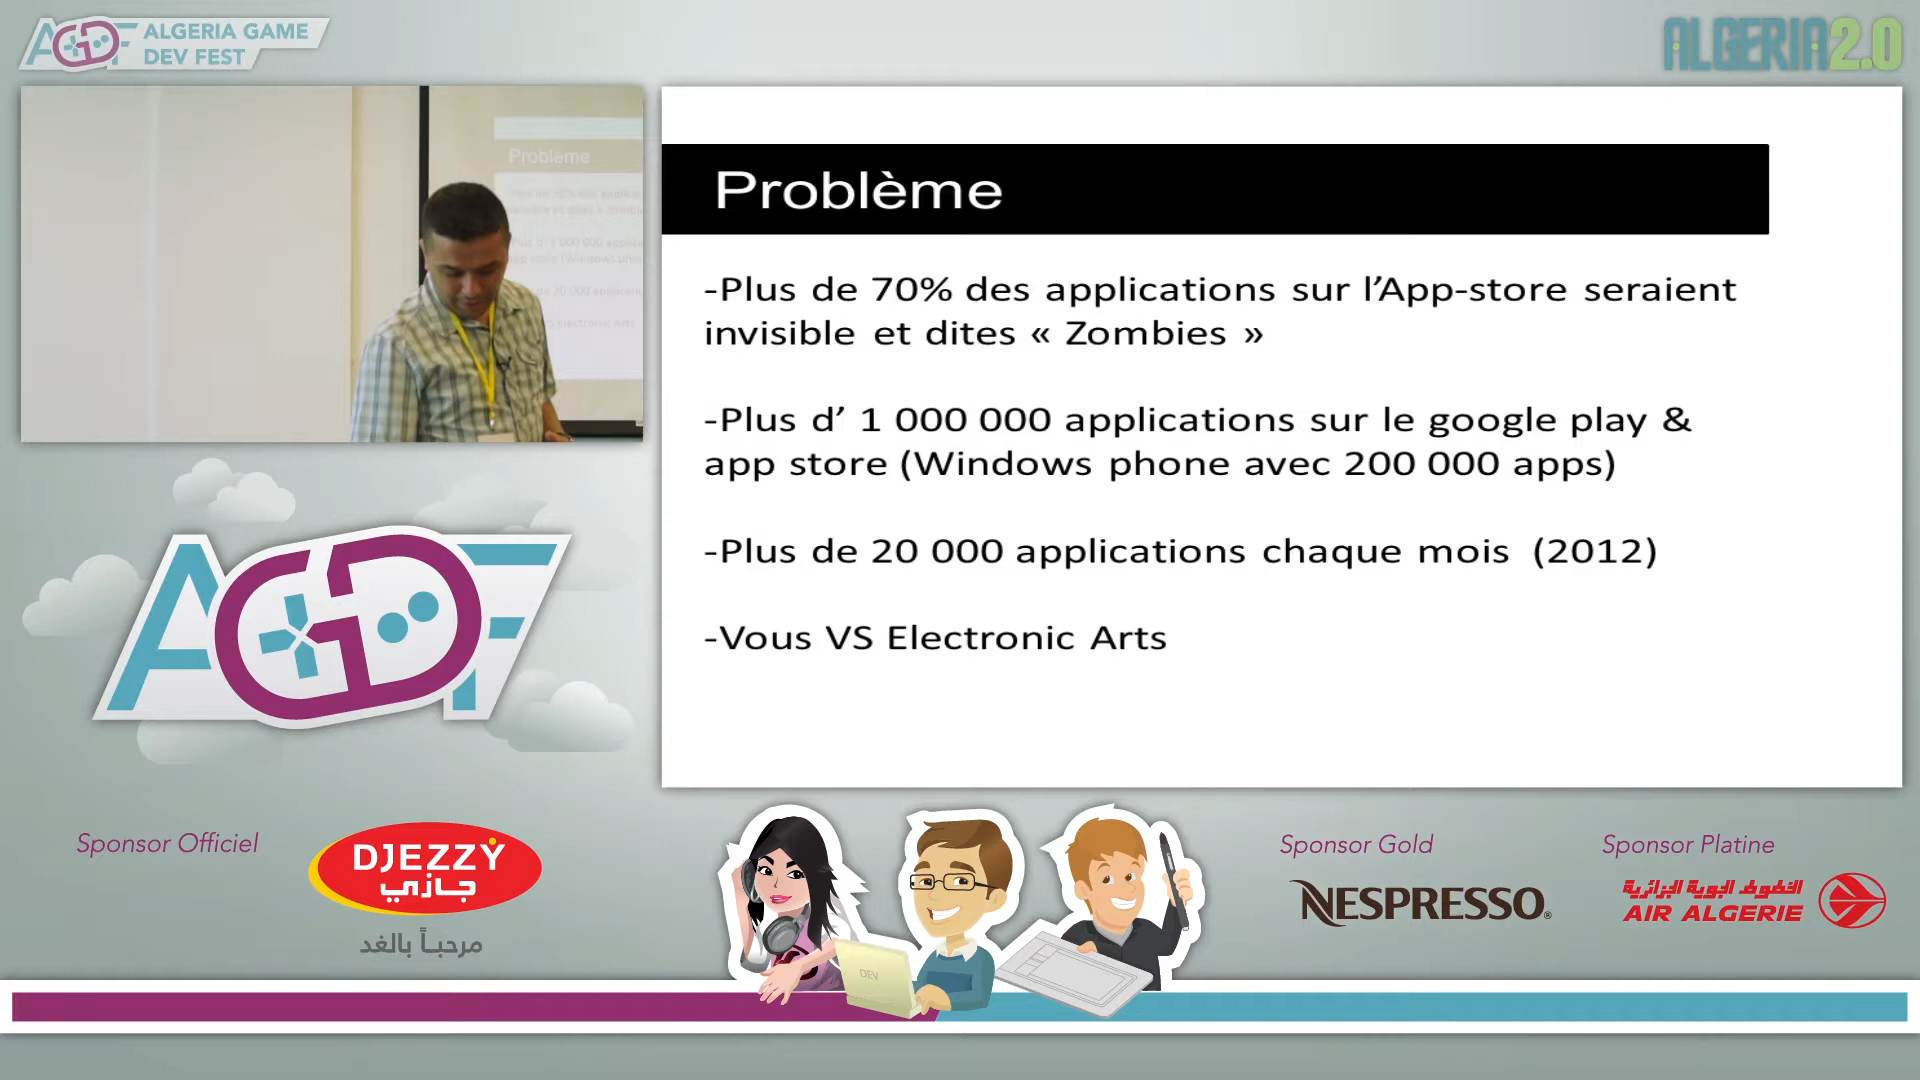 ALGERIA GAME
DEV FEST
ALGERIA2.0
Problème
Problème
-Plus de 70% des applications sur l’App-store seraient
invisible et dites « Zombies »
-Plus d’ 1 000 000 applications sur le google play &
app store (Windows phone avec 200 000 apps)
-Plus de 20 000 applications chaque mois (2012)
-Vous VS Electronic Arts
AGDF
Sponsor Officiel
DJEZZY
جازي
مرحباً بالغد
DEV
Sponsor Gold
NESPRESSO®
Sponsor Platine
الخطوط الجوية الجزائرية
AIR ALGERIE